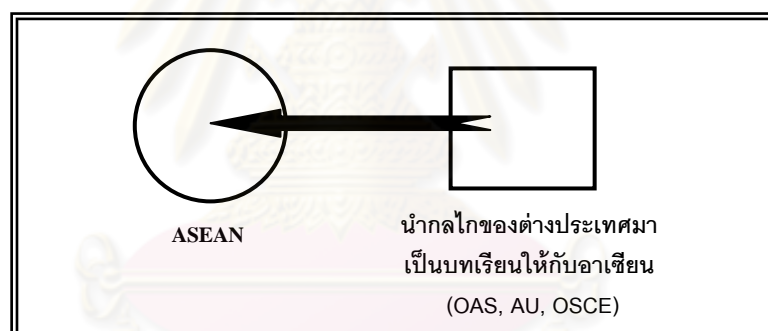 ASEAN
นำกลไกของต่างประเทศมา
เป็นบทเรียนให้กับอาเซียน
(OAS, AU, OSCE)